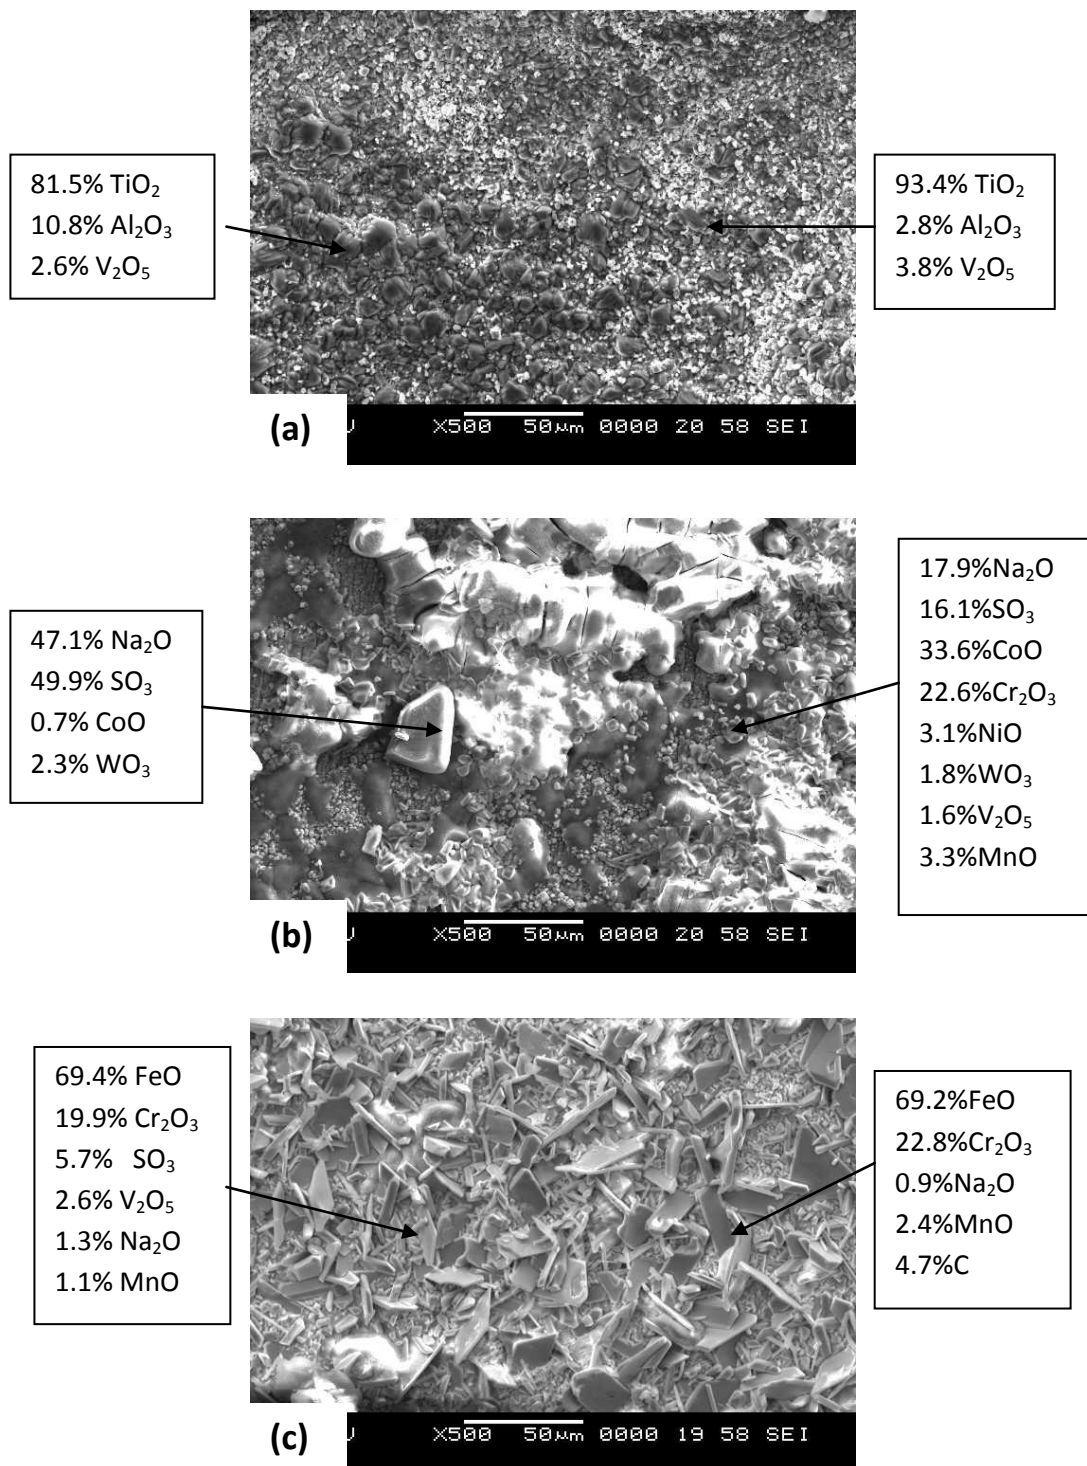 81.5% TiO₂
10.8% Al₂O₃
2.6% V₂O₅
93.4% TiO₂
2.8% Al₂O₃
3.8% V₂O₅
(a)
X500 50µm 0000 20 58 SEI
47.1% Na₂O
49.9% SO₃
0.7% CoO
2.3% WO₃
17.9%Na₂O
16.1%SO₃
33.6%CoO
22.6%Cr₂O₃
3.1%NiO
1.8%WO₃
1.6%V₂O₅
3.3%MnO
(b)
X500 50µm 0000 20 58 SEI
69.4% FeO
19.9% Cr₂O₃
5.7% SO₃
2.6% V₂O₅
1.3% Na₂O
1.1% MnO
69.2%FeO
22.8%Cr₂O₃
0.9%Na₂O
2.4%MnO
4.7%C
(c)
X500 50µm 0000 19 58 SEI